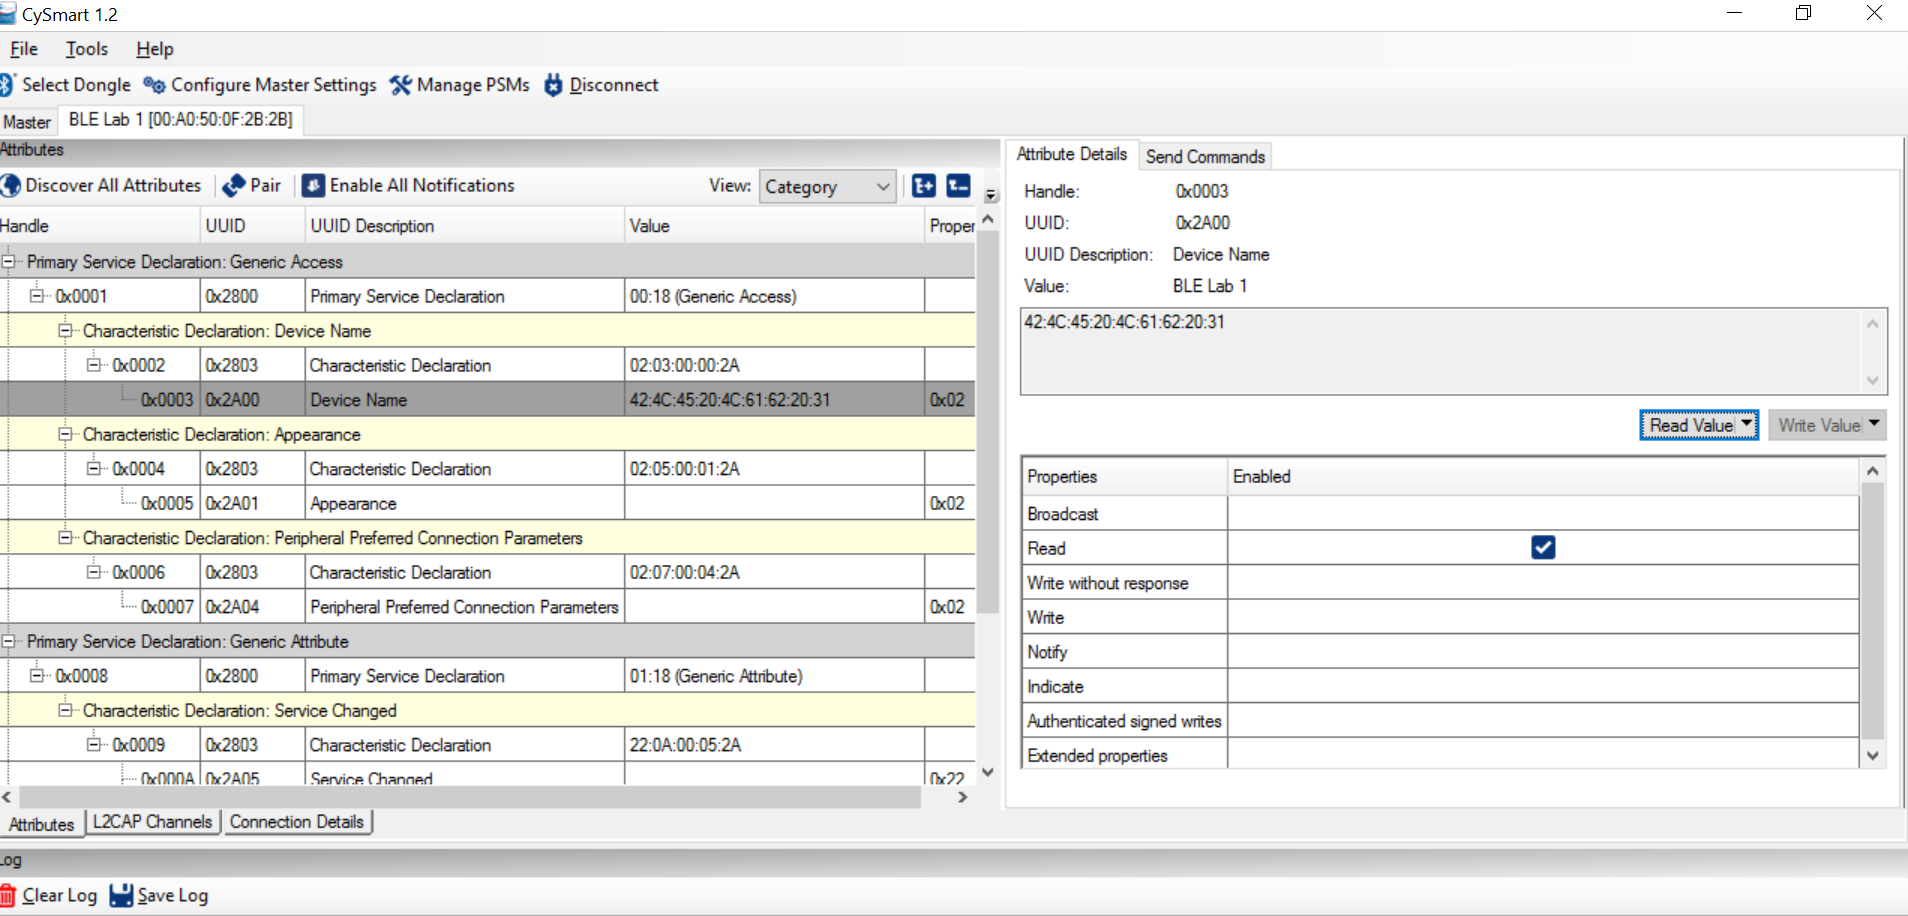 CySmart 1.2
File Tools Help
Select Dongle Configure Master Settings Manage PSMs Disconnect
Master BLE Lab 1 [00:A0:50:0F:2B:2B]
Attributes
Discover All Attributes Pair Enable All Notifications View: Category
Handle UUID UUID Description Value Proper
Primary Service Declaration: Generic Access
0x0001 0x2800 Primary Service Declaration 00:18 (Generic Access)
Characteristic Declaration: Device Name
0x0002 0x2803 Characteristic Declaration 02:03:00:00:2A
0x0003 0x2A00 Device Name 42:4C:45:20:4C:61:62:20:31 0x02
Characteristic Declaration: Appearance
0x0004 0x2803 Characteristic Declaration 02:05:00:01:2A
0x0005 0x2A01 Appearance 0x02
Characteristic Declaration: Peripheral Preferred Connection Parameters
0x0006 0x2803 Characteristic Declaration 02:07:00:04:2A
0x0007 0x2A04 Peripheral Preferred Connection Parameters 0x02
Primary Service Declaration: Generic Attribute
0x0008 0x2800 Primary Service Declaration 01:18 (Generic Attribute)
Characteristic Declaration: Service Changed
0x0009 0x2803 Characteristic Declaration 22:0A:00:05:2A
0x000A 0x2A05 Service Changed 0x22
Attributes L2CAP Channels Connection Details
Attribute Details Send Commands
Handle: 0x0003
UUID: 0x2A00
UUID Description: Device Name
Value: BLE Lab 1
42:4C:45:20:4C:61:62:20:31
Read Value Write Value
Properties Enabled
Broadcast
Read
Write without response
Write
Notify
Indicate
Authenticated signed writes
Extended properties
Log
Clear Log Save Log